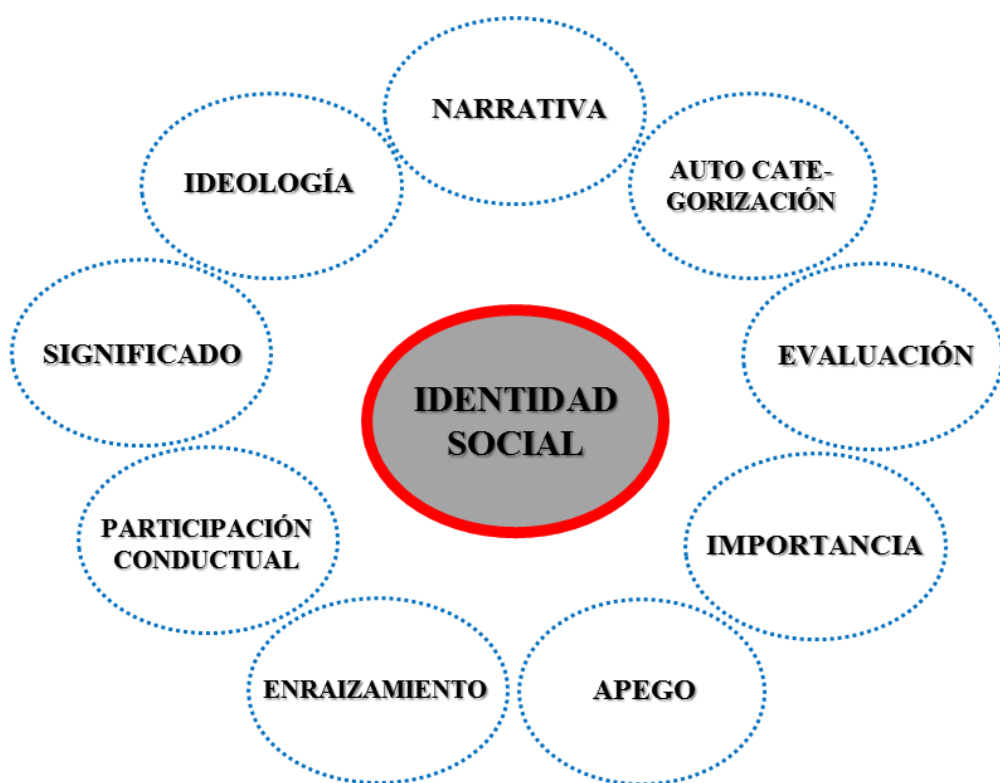 NARRATIVA
AUTO CATE-
GORIZACIÓN
EVALUACIÓN
IMPORTANCIA
APEGO
ENRAIZAMIENTO
PARTICIPACIÓN
CONDUCTUAL
SIGNIFICADO
IDEOLOGÍA
IDENTIDAD
SOCIAL